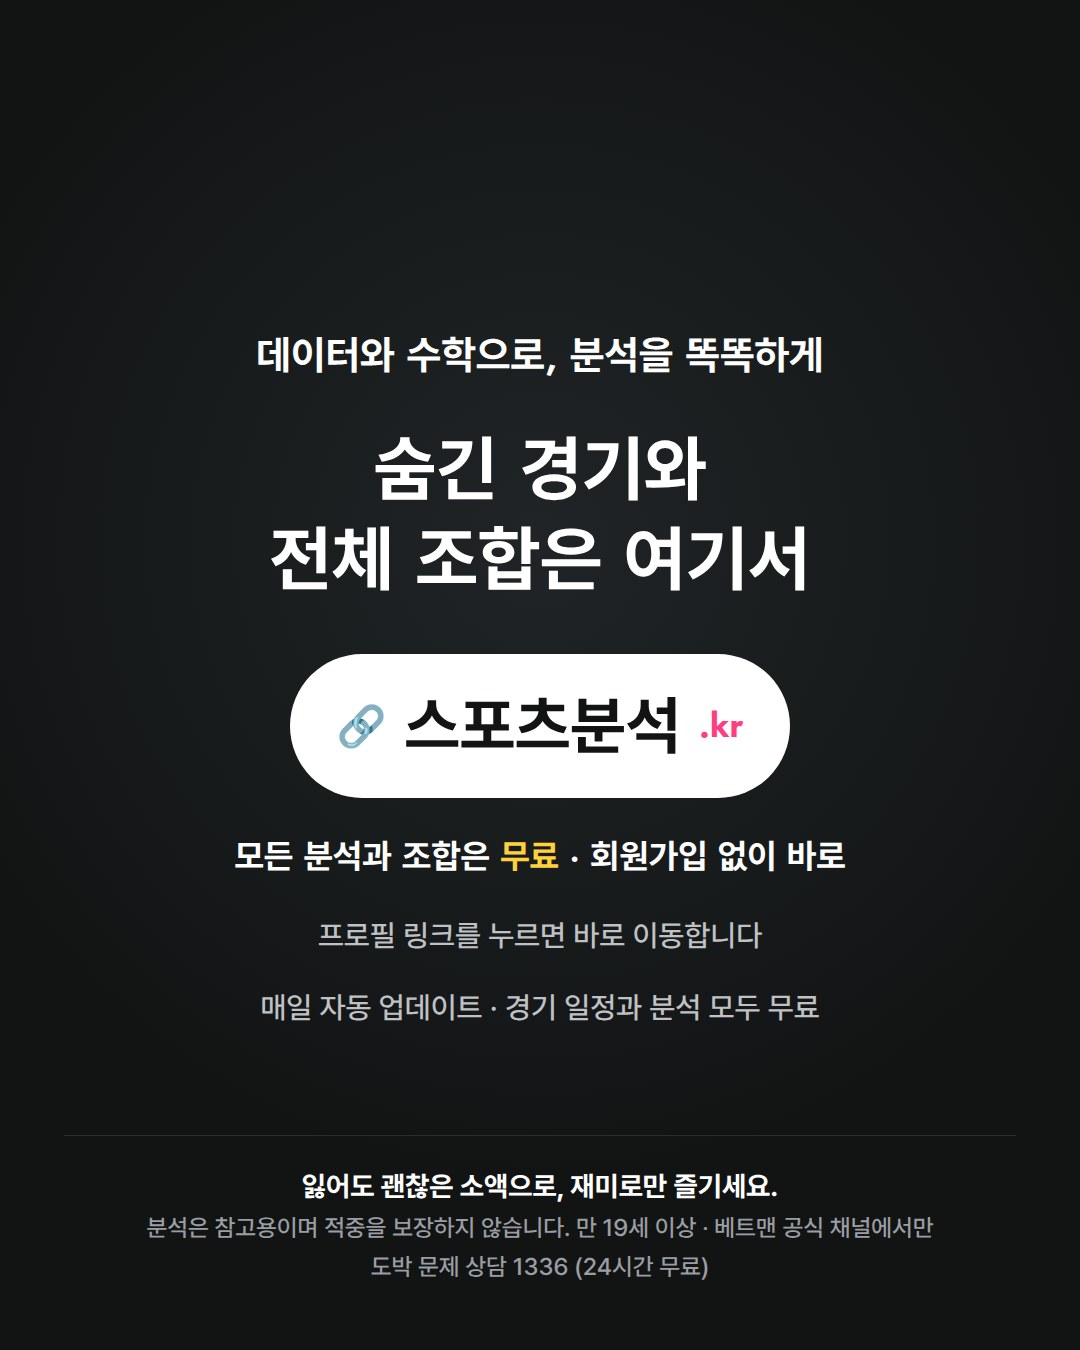 데이터와 수학으로, 분석을 똑똑하게
숨긴 경기와
전체 조합은 여기서
🔗 스포츠분석 .kr
모든 분석과 조합은 무료 · 회원가입 없이 바로
프로필 링크를 누르면 바로 이동합니다
매일 자동 업데이트 · 경기 일정과 분석 모두 무료
잃어도 괜찮은 소액으로, 재미로만 즐기세요.
분석은 참고용이며 적중을 보장하지 않습니다. 만 19세 이상 · 베트맨 공식 채널에서만
도박 문제 상담 1336 (24시간 무료)